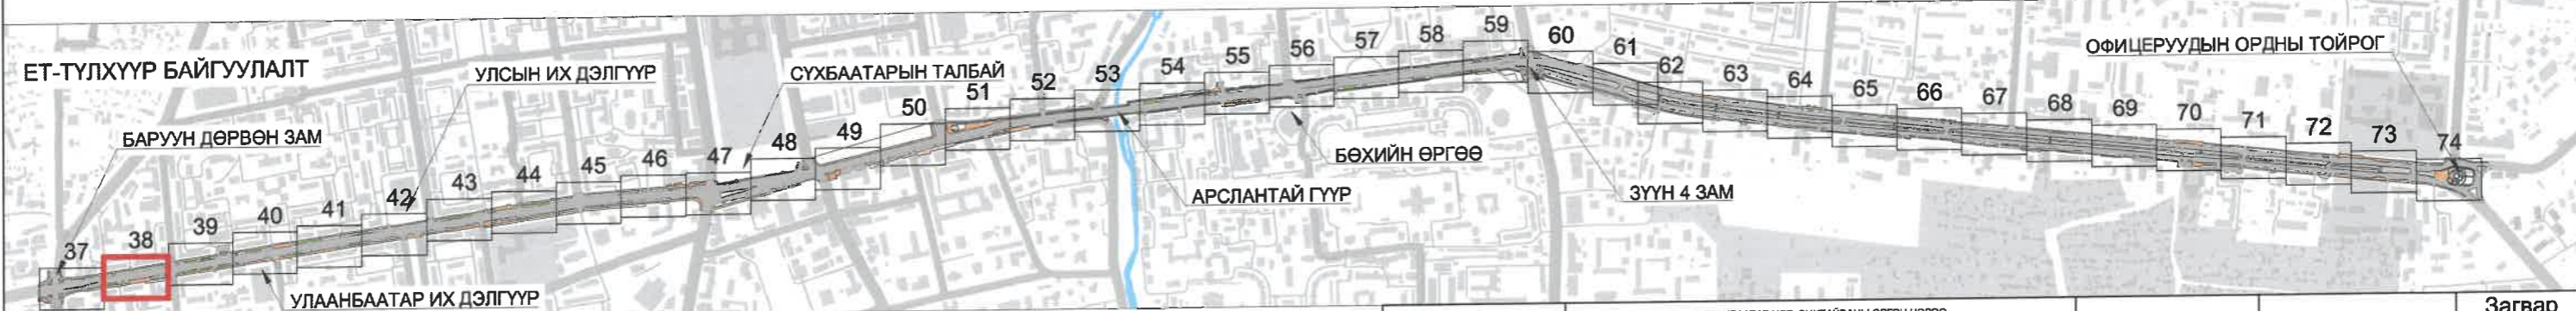 ЕТ-ТҮЛХҮҮР БАЙГУУЛАЛТ
БАРУУН ДӨРВӨН ЗАМ
УЛСЫН ИХ ДЭЛГҮҮР
СҮХБААТАРЫН ТАЛБАЙ
ОФИЦЕРУУДЫН ОРДНЫ ТОЙРОГ
37 38 39 40 41 42 43 44 45 46 47 48 49 50 51 52 53 54 55 56 57 58 59 60 61 62 63 64 65 66 67 68 69 70 71 72 73 74
УЛААНБААТАР ИХ ДЭЛГҮҮР
АРСЛАНТАЙ ГҮҮР
БӨХИЙН ӨРГӨӨ
ЗҮҮН 4 ЗАМ
Загвар